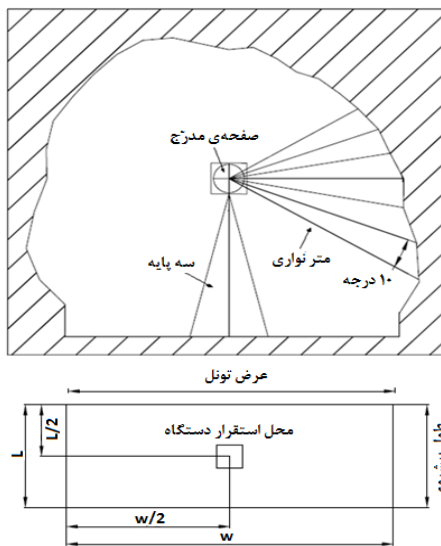 صفحه‌ی مدرّج
متر نواری
سه پایه
۱۰ درجه
عرض تونل
محل استقرار دستگاه
L/2
L
w/2
w